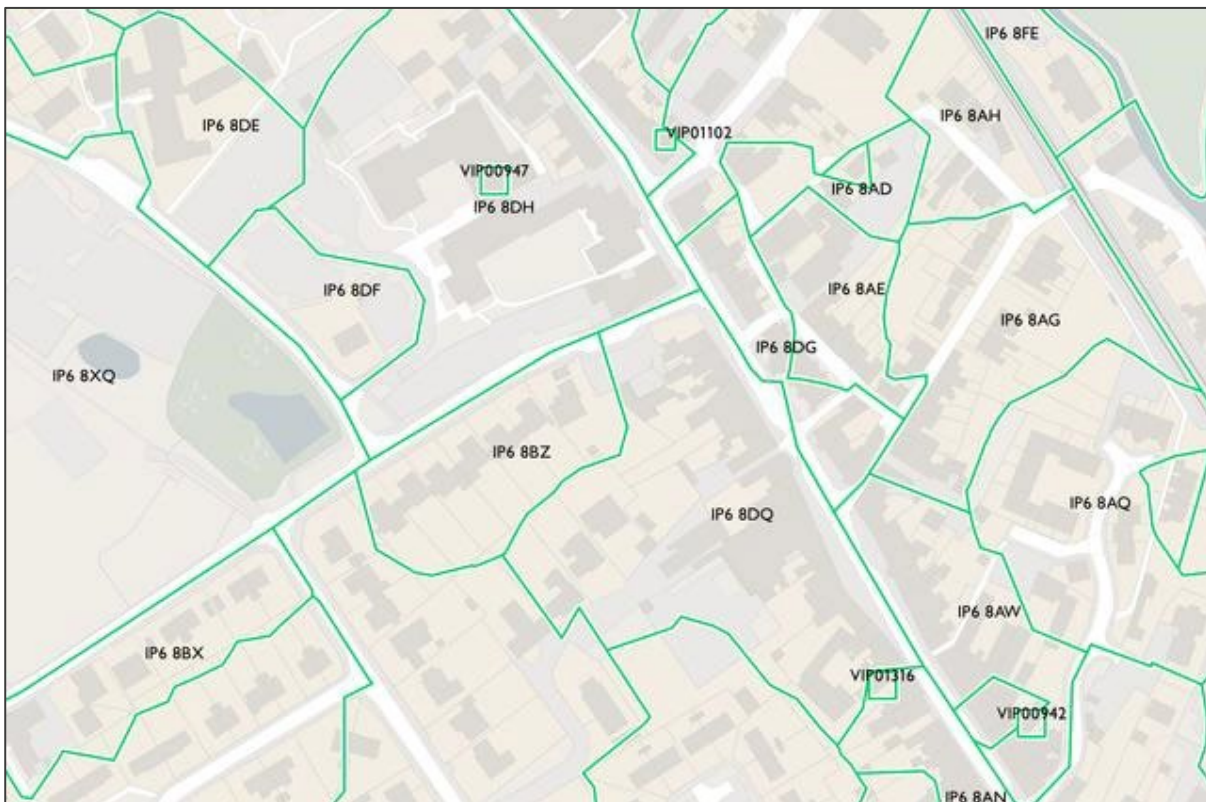 IP6 8FE
IP6 8AH
IP6 8DE
VIP01102
VIP00947
IP6 8AD
IP6 8DH
IP6 8DF
IP6 8AE
IP6 8AG
IP6 8DG
IP6 8XQ
IP6 8BZ
IP6 8AQ
IP6 8DQ
IP6 8AW
IP6 8BX
VIP01316
VIP00942
IP6 8AN